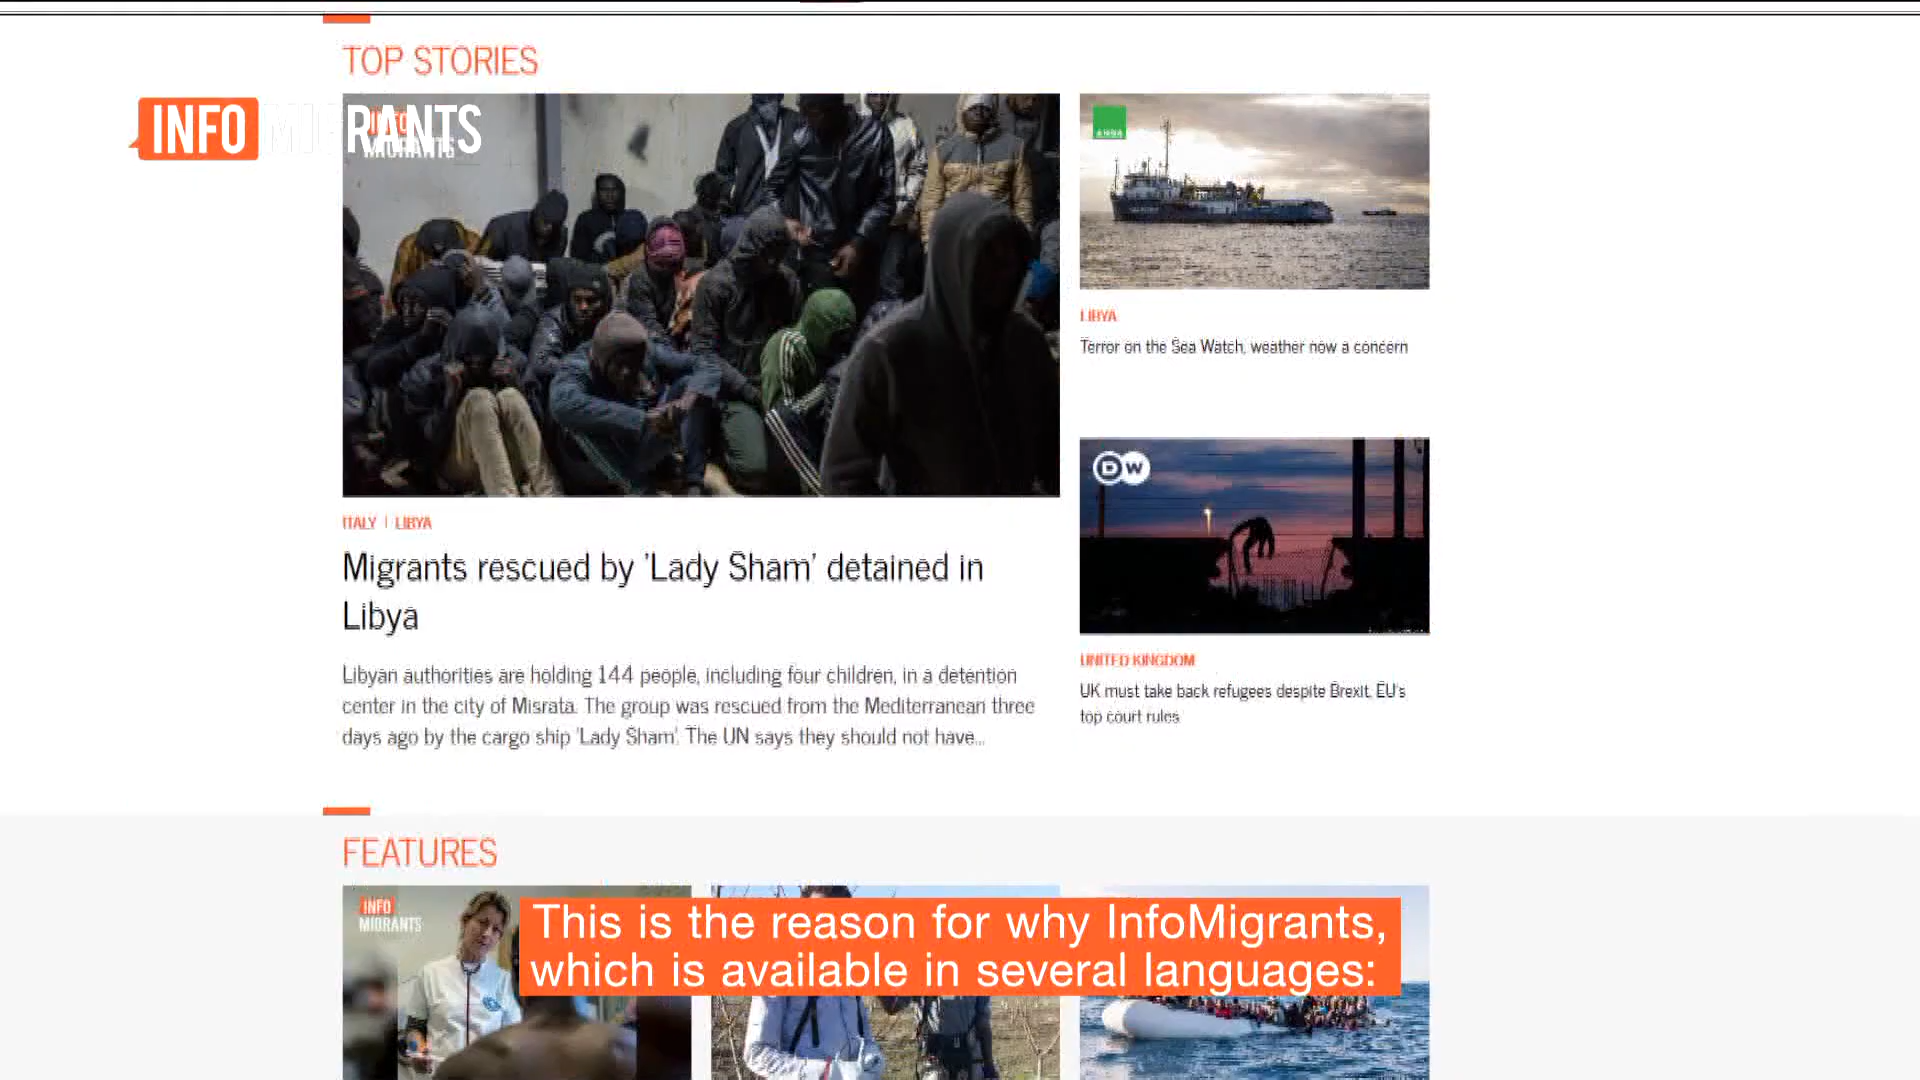 TOP STORIES
INFOMIGRANTS
INFO
MIGRANTS
ANSA
LIBYA
Terror on the Sea Watch, weather now a concern
DW
ITALY | LIBYA
Migrants rescued by 'Lady Sham' detained in
Libya
Libyan authorities are holding 144 people, including four children, in a detention
center in the city of Misrata. The group was rescued from the Mediterranean three
days ago by the cargo ship 'Lady Sham'. The UN says they should not have...
UNITED KINGDOM
UK must take back refugees despite Brexit, EU's
top court rules
FEATURES
INFO
MIGRANTS
This is the reason for why InfoMigrants,
which is available in several languages: